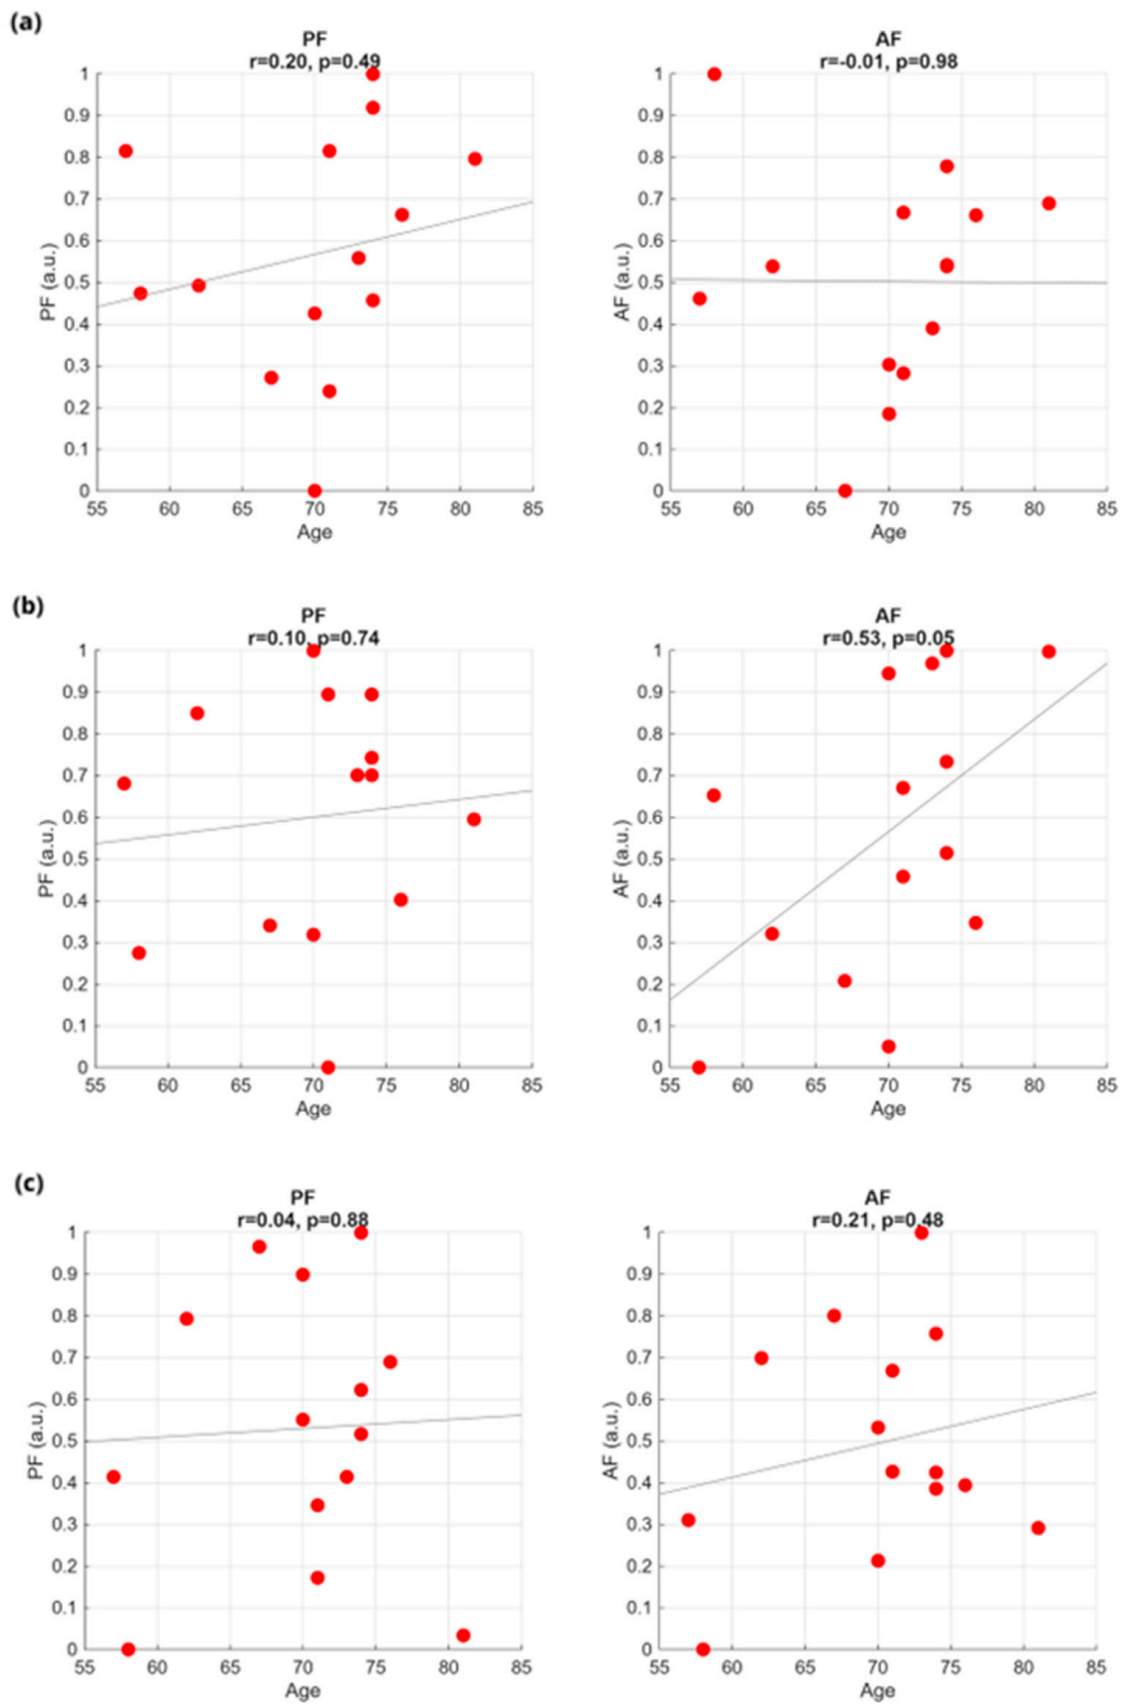 (a)
PF
r=0.20, p=0.49
1
0.9
0.8
0.7
0.6
0.5
0.4
0.3
0.2
0.1
0
PF (a.u.)
55 60 65 70 75 80 85
Age
AF
r=-0.01, p=0.98
1
0.9
0.8
0.7
0.6
0.5
0.4
0.3
0.2
0.1
0
AF (a.u.)
55 60 65 70 75 80 85
Age
(b)
PF
r=0.10, p=0.74
1
0.9
0.8
0.7
0.6
0.5
0.4
0.3
0.2
0.1
0
PF (a.u.)
55 60 65 70 75 80 85
Age
AF
r=0.53, p=0.05
1
0.9
0.8
0.7
0.6
0.5
0.4
0.3
0.2
0.1
0
AF (a.u.)
55 60 65 70 75 80 85
Age
(c)
PF
r=0.04, p=0.88
1
0.9
0.8
0.7
0.6
0.5
0.4
0.3
0.2
0.1
0
PF (a.u.)
55 60 65 70 75 80 85
Age
AF
r=0.21, p=0.48
1
0.9
0.8
0.7
0.6
0.5
0.4
0.3
0.2
0.1
0
AF (a.u.)
55 60 65 70 75 80 85
Age